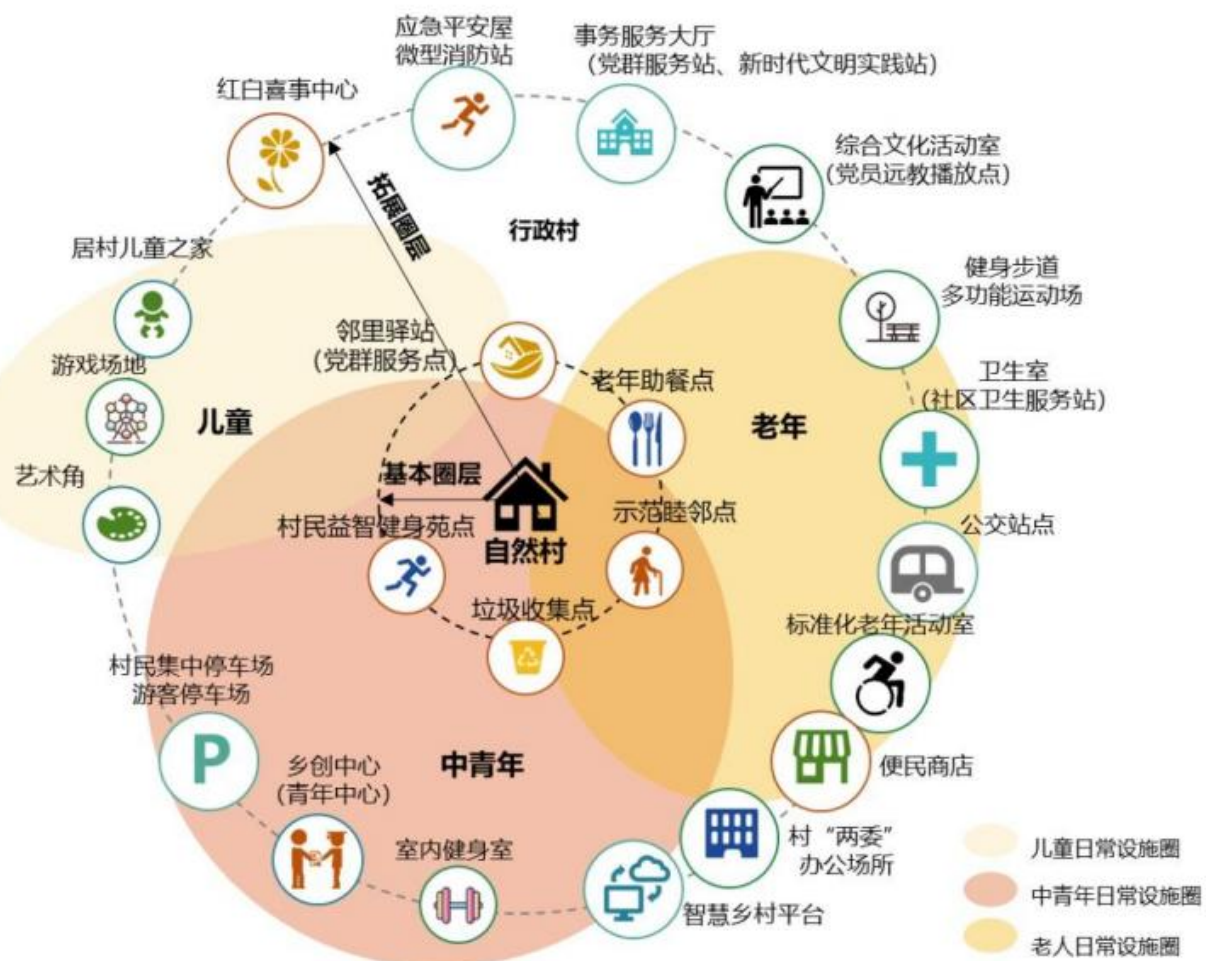 应急平安屋
微型消防站
事务服务大厅
（党群服务站、新时代文明实践站）
红白喜事中心
综合文化活动室
（党员远教播放点）
拓展圈层
行政村
居村儿童之家
健身步道
多功能运动场
邻里驿站
（党群服务点）
游戏场地
老年助餐点
卫生室
（社区卫生服务站）
儿童
老年
艺术角
基本圈层
村民益智健身苑点
示范睦邻点
公交站点
自然村
垃圾收集点
标准化老年活动室
村民集中停车场
游客停车场
P
乡创中心
（青年中心）
中青年
便民商店
室内健身室
村“两委”
办公场所
智慧乡村平台
儿童日常设施圈
中青年日常设施圈
老人日常设施圈